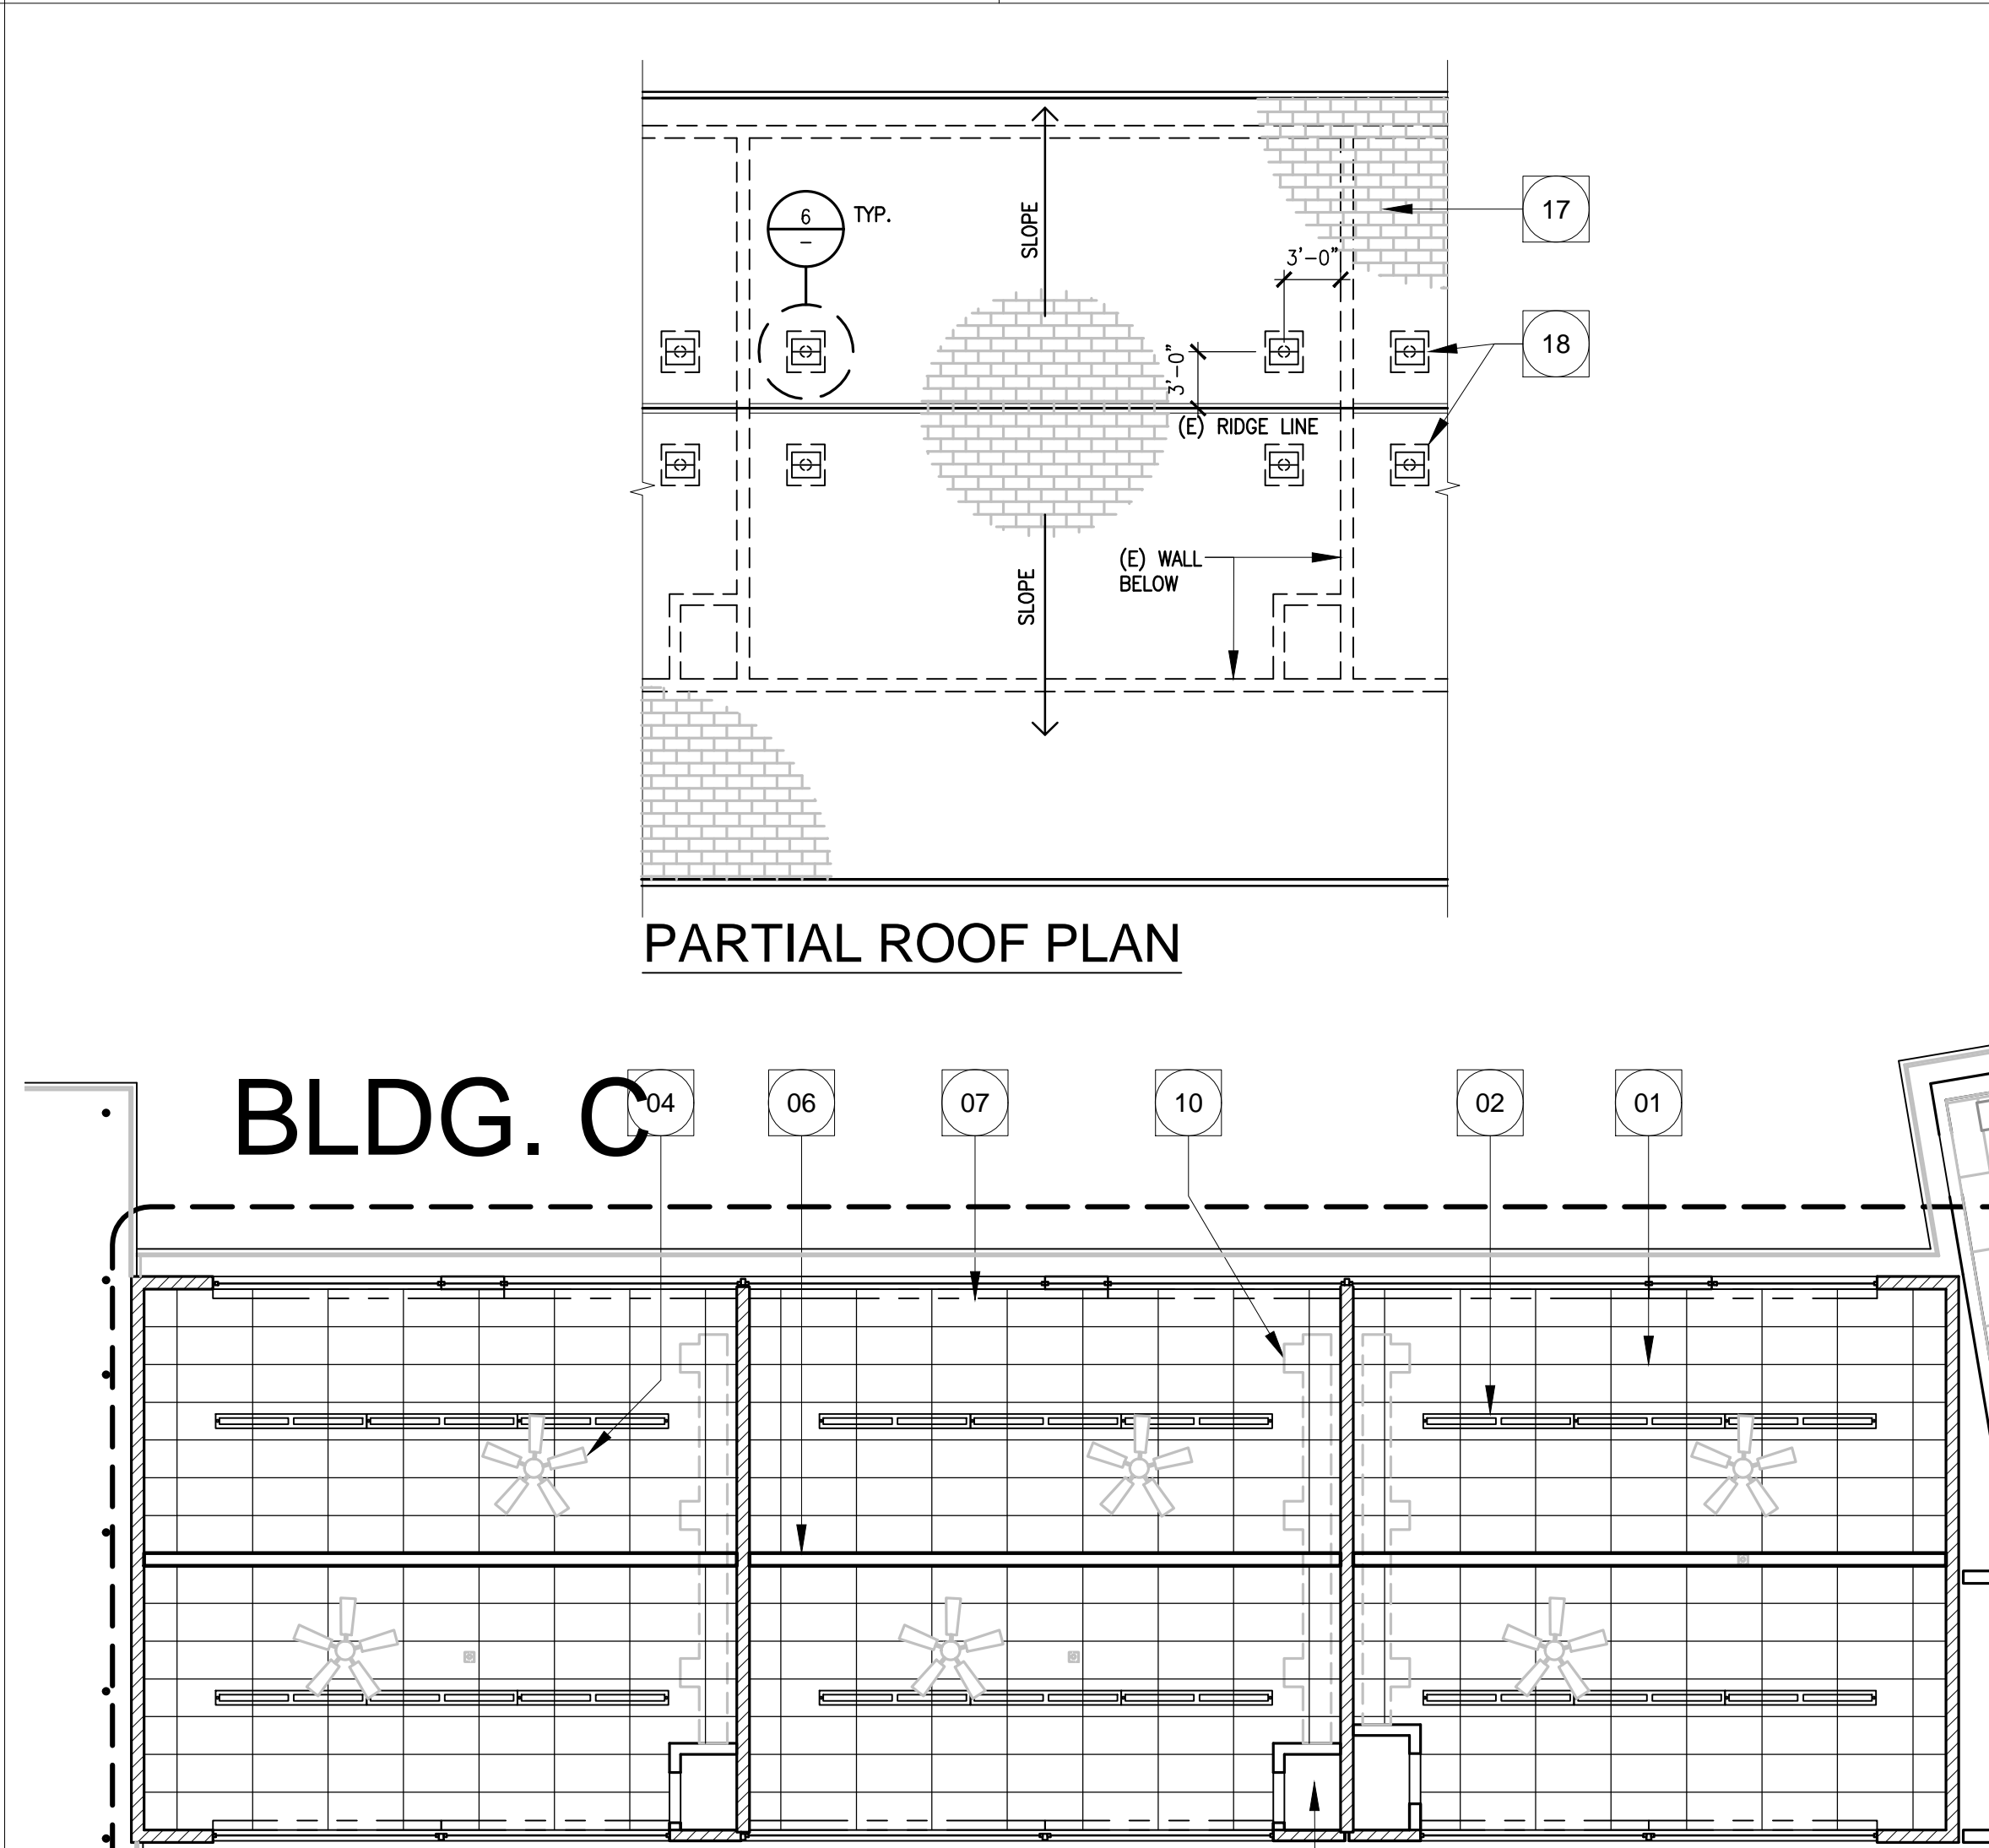 6
–
TYP.
SLOPE
17
3'-0"
18
3'-0"
(E) RIDGE LINE
(E) WALL
BELOW
SLOPE
PARTIAL ROOF PLAN
BLDG. C
04
06
07
10
02
01